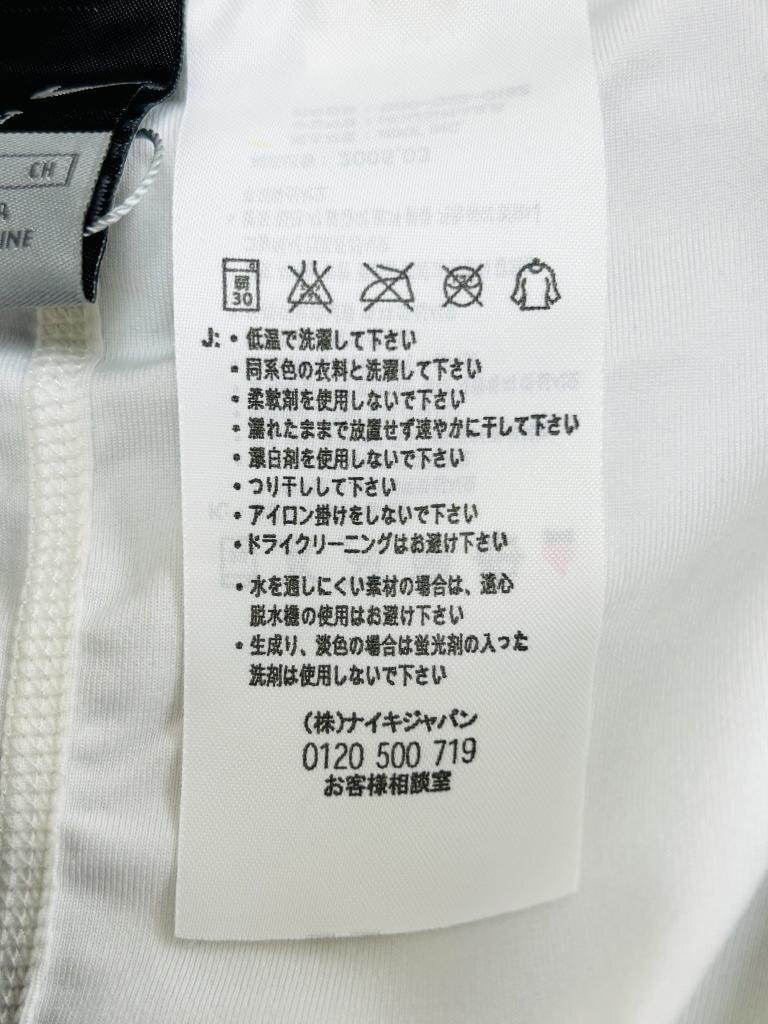 CH
INE
弱
30
J: ・低温で洗濯して下さい
・同系色の衣料と洗濯して下さい
・柔軟剤を使用しないで下さい
・濡れたままで放置せず速やかに干して下さい
・漂白剤を使用しないで下さい
・つり干しして下さい
・アイロン掛けをしないで下さい
・ドライクリーニングはお避け下さい
・水を通しにくい素材の場合は、遠心
脱水機の使用はお避け下さい
・生成り、淡色の場合は蛍光剤の入った
洗剤は使用しないで下さい
(株)ナイキジャパン
0120 500 719
お客様相談室